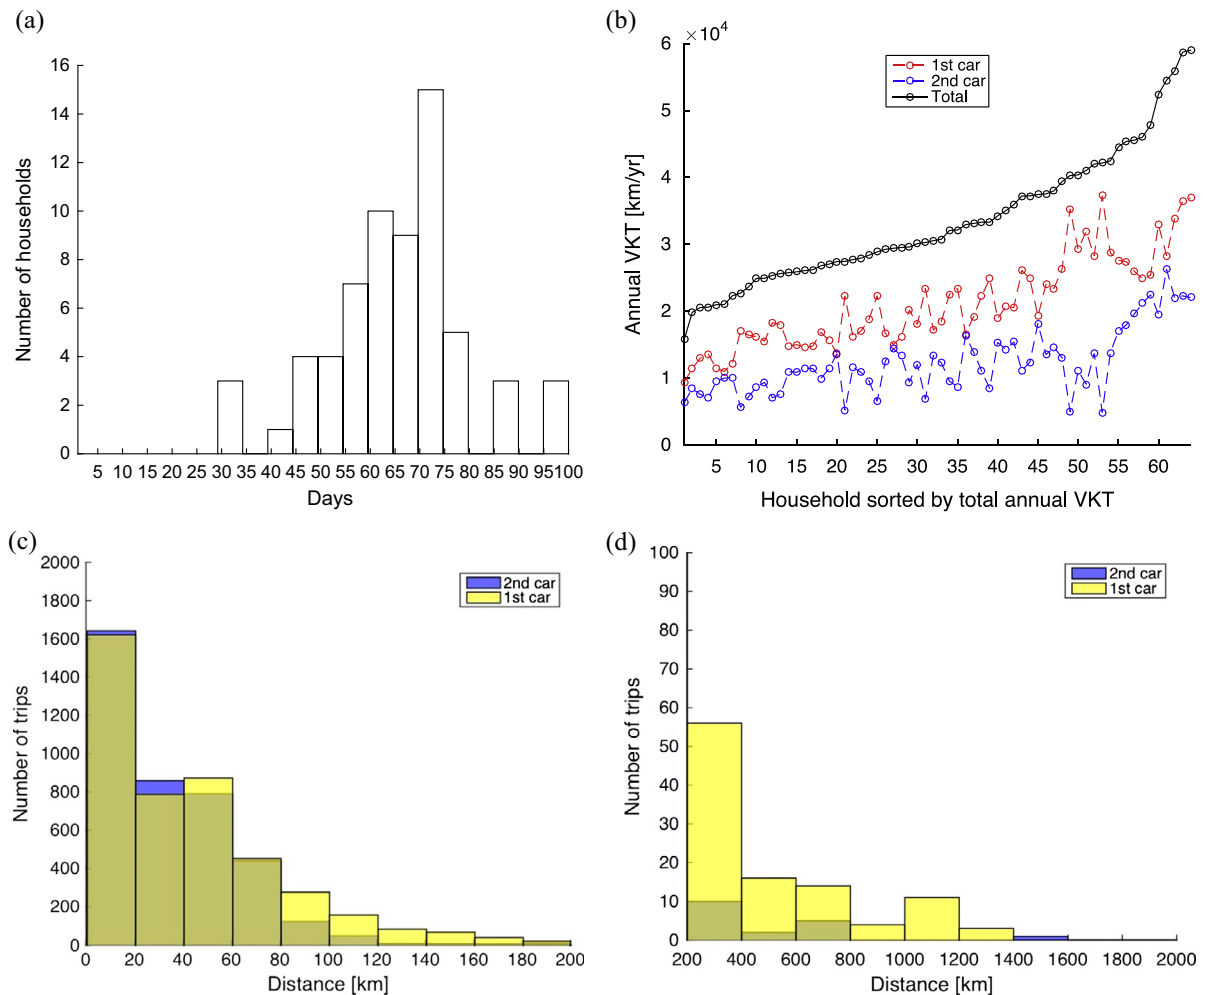 (a)
16
14
12
10
8
6
4
2
0
Number of households
5 10 15 20 25 30 35 40 45 50 55 60 65 70 75 80 85 90 95 100
Days
(b)
×10⁴
6
5
4
3
2
1
0
Annual VKT [km/yr]
1st car
2nd car
Total
5 10 15 20 25 30 35 40 45 50 55 60
Household sorted by total annual VKT
(c)
2000
1800
1600
1400
1200
1000
800
600
400
200
0
Number of trips
2nd car
1st car
0 20 40 60 80 100 120 140 160 180 200
Distance [km]
(d)
100
90
80
70
60
50
40
30
20
10
0
Number of trips
2nd car
1st car
200 400 600 800 1000 1200 1400 1600 1800 2000
Distance [km]